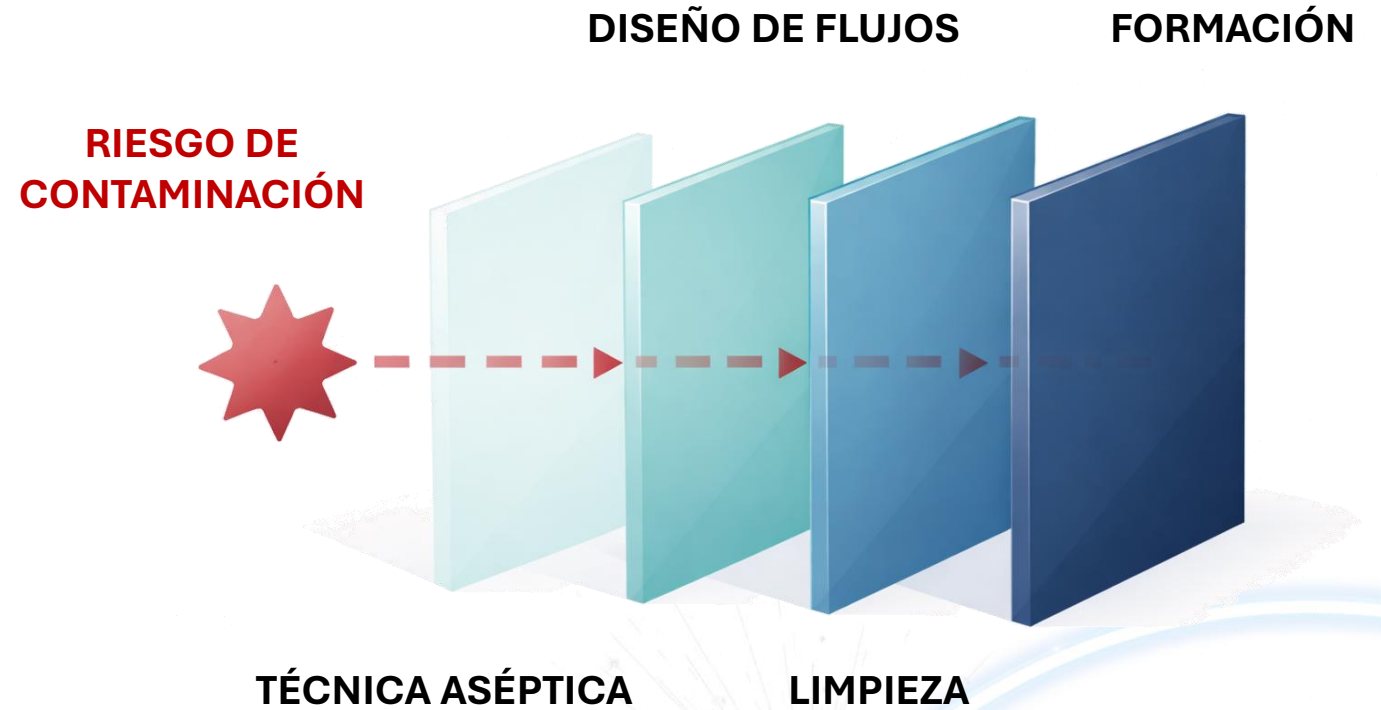 DISEÑO DE FLUJOS
FORMACIÓN
RIESGO DE
CONTAMINACIÓN
TÉCNICA ASÉPTICA
LIMPIEZA